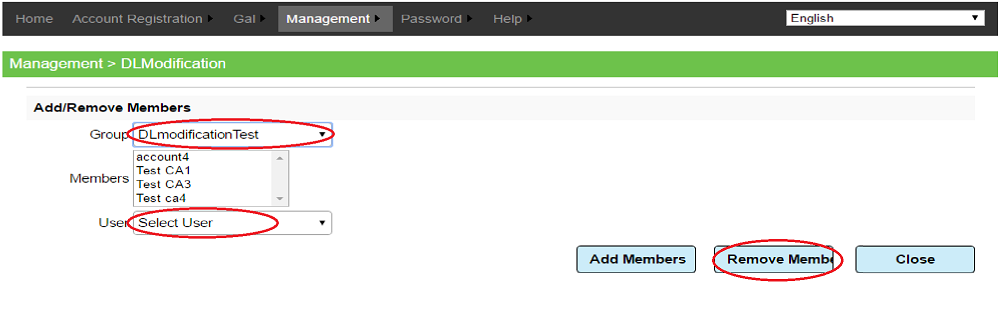 Home Account Registration Gal Management Password Help English
Management > DLModification
Add/Remove Members
Group DLmodificationTest
Members account4
Test CA1
Test CA3
Test ca4
User Select User
Add Members Remove Membe Close